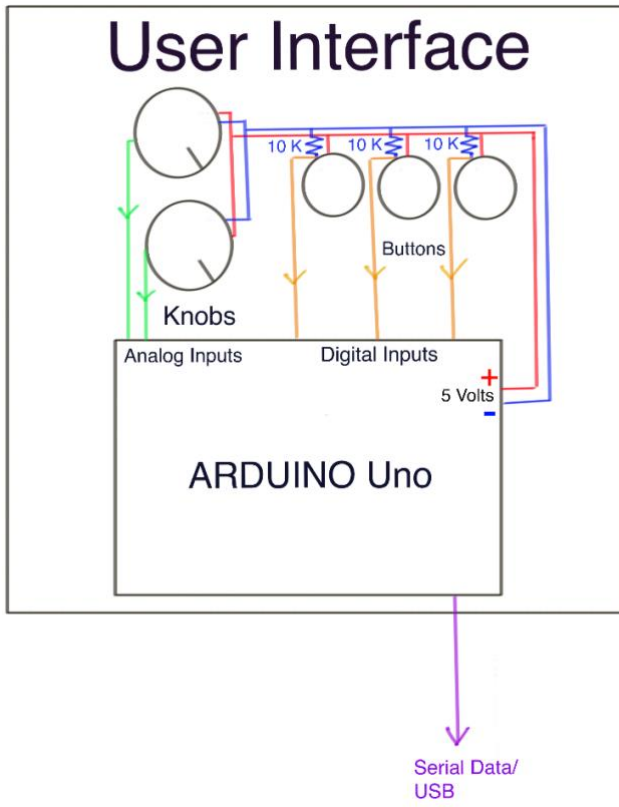 User Interface
10 K 10 K 10 K
Buttons
Knobs
Analog Inputs Digital Inputs
+
5 Volts
-
ARDUINO Uno
Serial Data/
USB